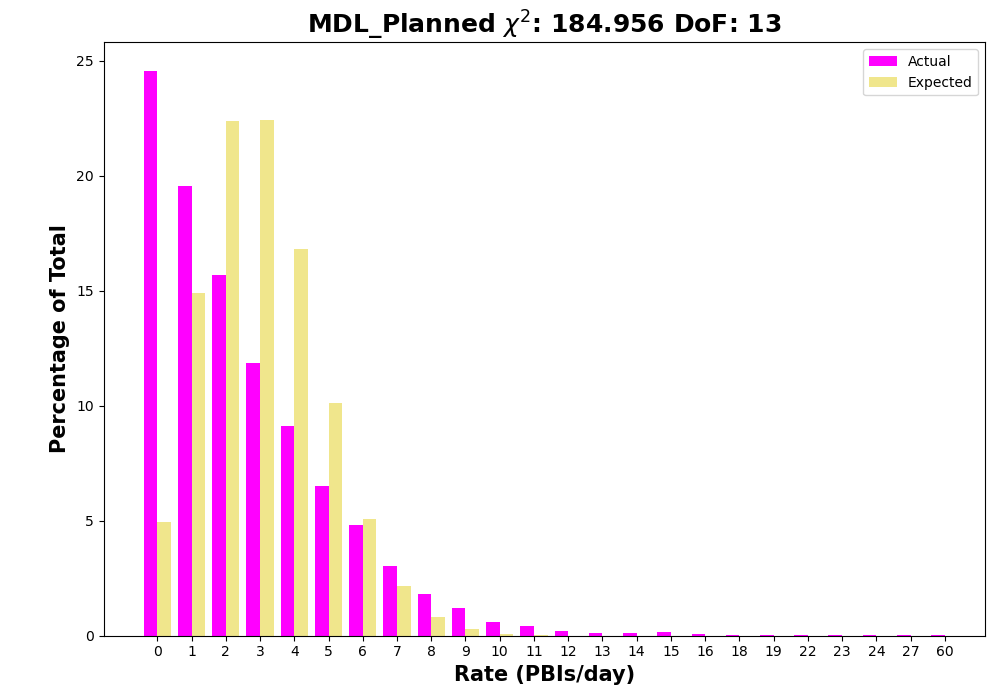 MDL_Planned χ²: 184.956 DoF: 13
Actual
Expected
25
20
15
10
5
0
Percentage of Total
0 1 2 3 4 5 6 7 8 9 10 11 12 13 14 15 16 18 19 22 23 24 27 60
Rate (PBIs/day)